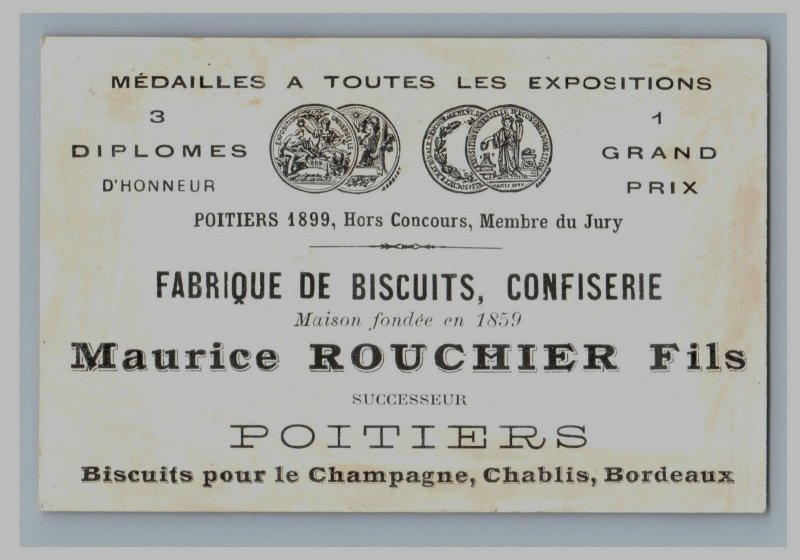 MÉDAILLES A TOUTES LES EXPOSITIONS
3
DIPLOMES
D'HONNEUR
1
GRAND
PRIX
POITIERS 1899, Hors Concours, Membre du Jury
FABRIQUE DE BISCUITS, CONFISERIE
Maison fondée en 1859
Maurice ROUCHIER Fils
SUCCESSEUR
POITIERS
Biscuits pour le Champagne, Chablis, Bordeaux